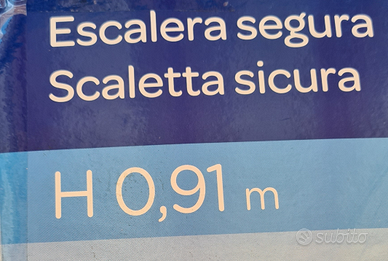 Escalera segura
Scaletta sicura
H 0,91 m
subito